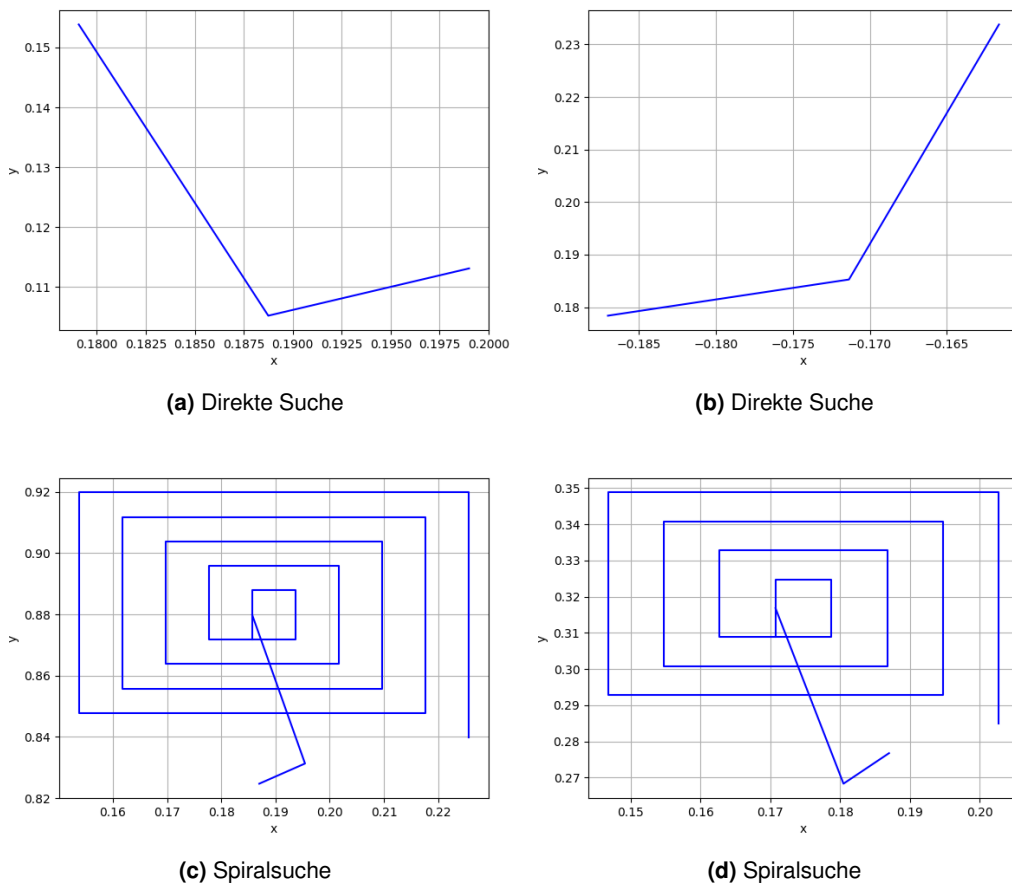 0.15
0.14
0.13
0.12
0.11
y
0.1800 0.1825 0.1850 0.1875 0.1900 0.1925 0.1950 0.1975 0.2000
x
(a) Direkte Suche
0.23
0.22
0.21
0.20
0.19
0.18
y
−0.185 −0.180 −0.175 −0.170 −0.165
x
(b) Direkte Suche
0.92
0.90
0.88
0.86
0.84
0.82
y
0.16 0.17 0.18 0.19 0.20 0.21 0.22
x
(c) Spiralsuche
0.35
0.34
0.33
0.32
0.31
0.30
0.29
0.28
0.27
y
0.15 0.16 0.17 0.18 0.19 0.20
x
(d) Spiralsuche